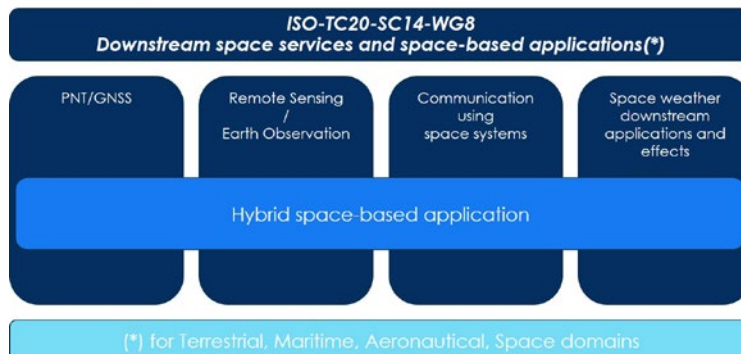 ISO-TC20-SC14-WG8
Downstream space services and space-based applications(*)
PNT/GNSS
Remote Sensing
/
Earth Observation
Communication
using
space systems
Space weather
downstream
applications and
effects
Hybrid space-based application
(*) for Terrestrial, Maritime, Aeronautical, Space domains